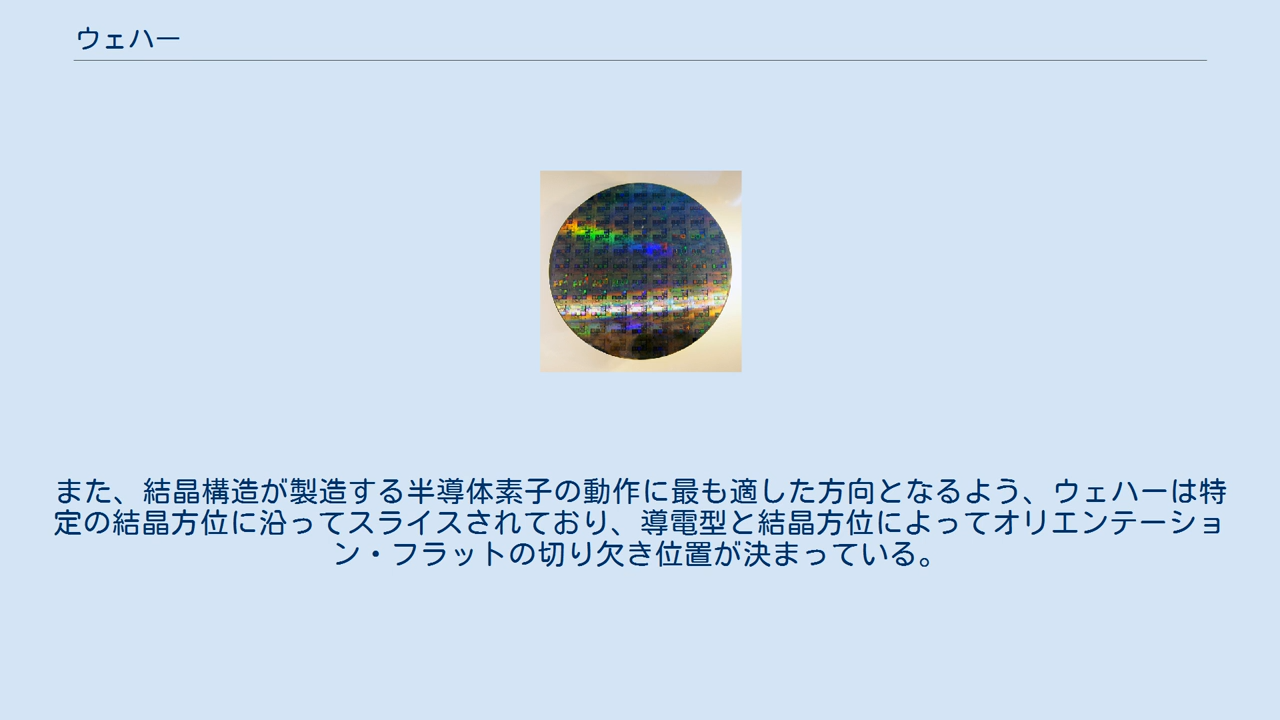 ウェハー
また、結晶構造が製造する半導体素子の動作に最も適した方向となるよう、ウェハーは特
定の結晶方位に沿ってスライスされており、導電型と結晶方位によってオリエンテーショ
ン・フラットの切り欠き位置が決まっている。